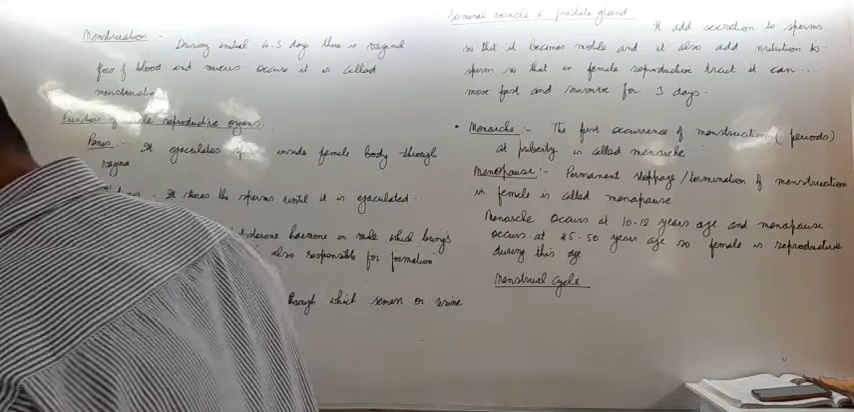 Menstruation :- During initial 4-5 days there is vaginal
flow of blood and mucus occurs it is called
menstruation
Function of male reproductive organs.
Penis:- It ejaculates inside female body through
vagina
- It stores the sperms until it is ejaculated.
hormone in male which brings
also responsible for formation
through which semen or urine
Seminal vesicle & prostate gland It add secretion to sperms
so that it becomes mobile and it also add nutrition to
sperm so that in female reproductive tract it can
move fast and survive for 3 days.
• Menarche :- The first occurrence of menstruation (periods)
at puberty is called menarche
Menopause :- Permanent stoppage/termination of menstruation
in female is called menopause
Menarche occurs at 10-12 years age and menopause
occurs at 45-50 years age so female is reproductive
during this age
Menstrual Cycle